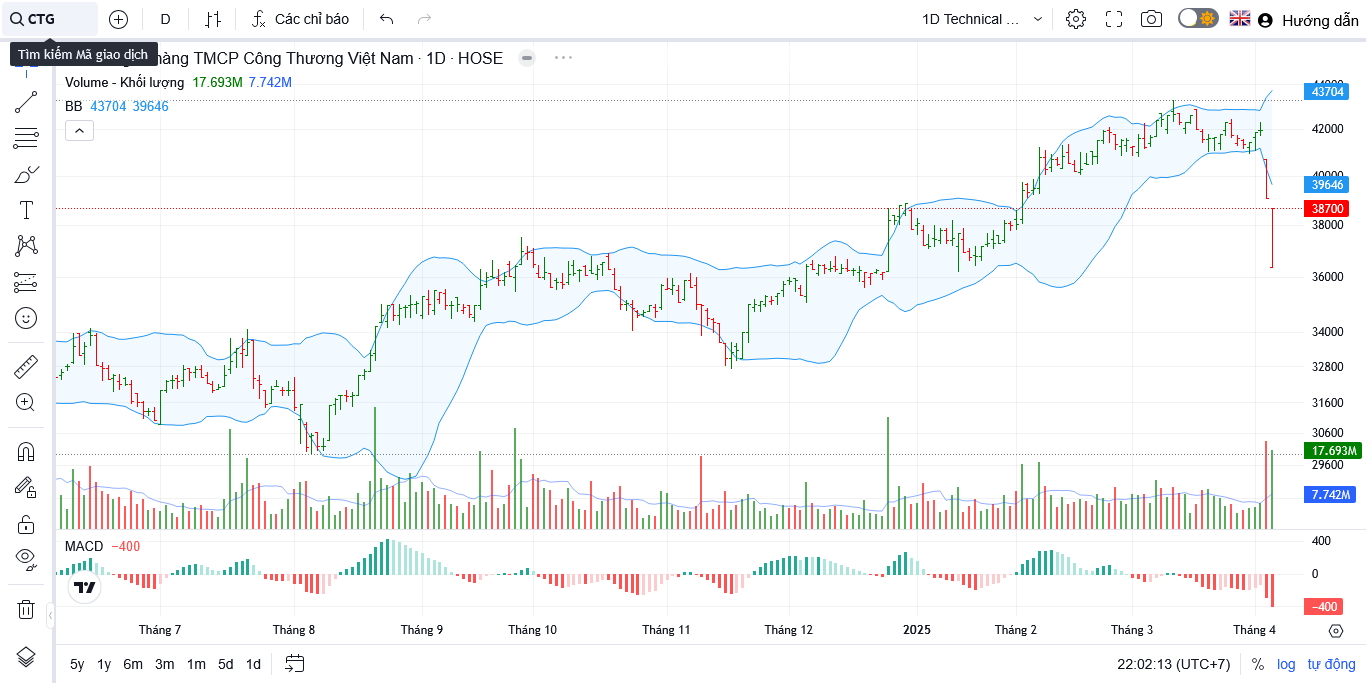 CTG
D
Các chỉ báo
1D Technical ...
Hướng dẫn
Tìm kiếm Mã giao dịch
hàng TMCP Công Thương Việt Nam · 1D · HOSE
Volume - Khối lượng 17.693M 7.742M
BB 43704 39646
44000
43704
42000
40000
39646
38700
38000
36000
34000
32800
31600
30600
17.693M
29600
7.742M
MACD −400
400
0
−400
Tháng 7 Tháng 8 Tháng 9 Tháng 10 Tháng 11 Tháng 12 2025 Tháng 2 Tháng 3 Tháng 4
5y 1y 6m 3m 1m 5d 1d
22:02:13 (UTC+7) % log tự động